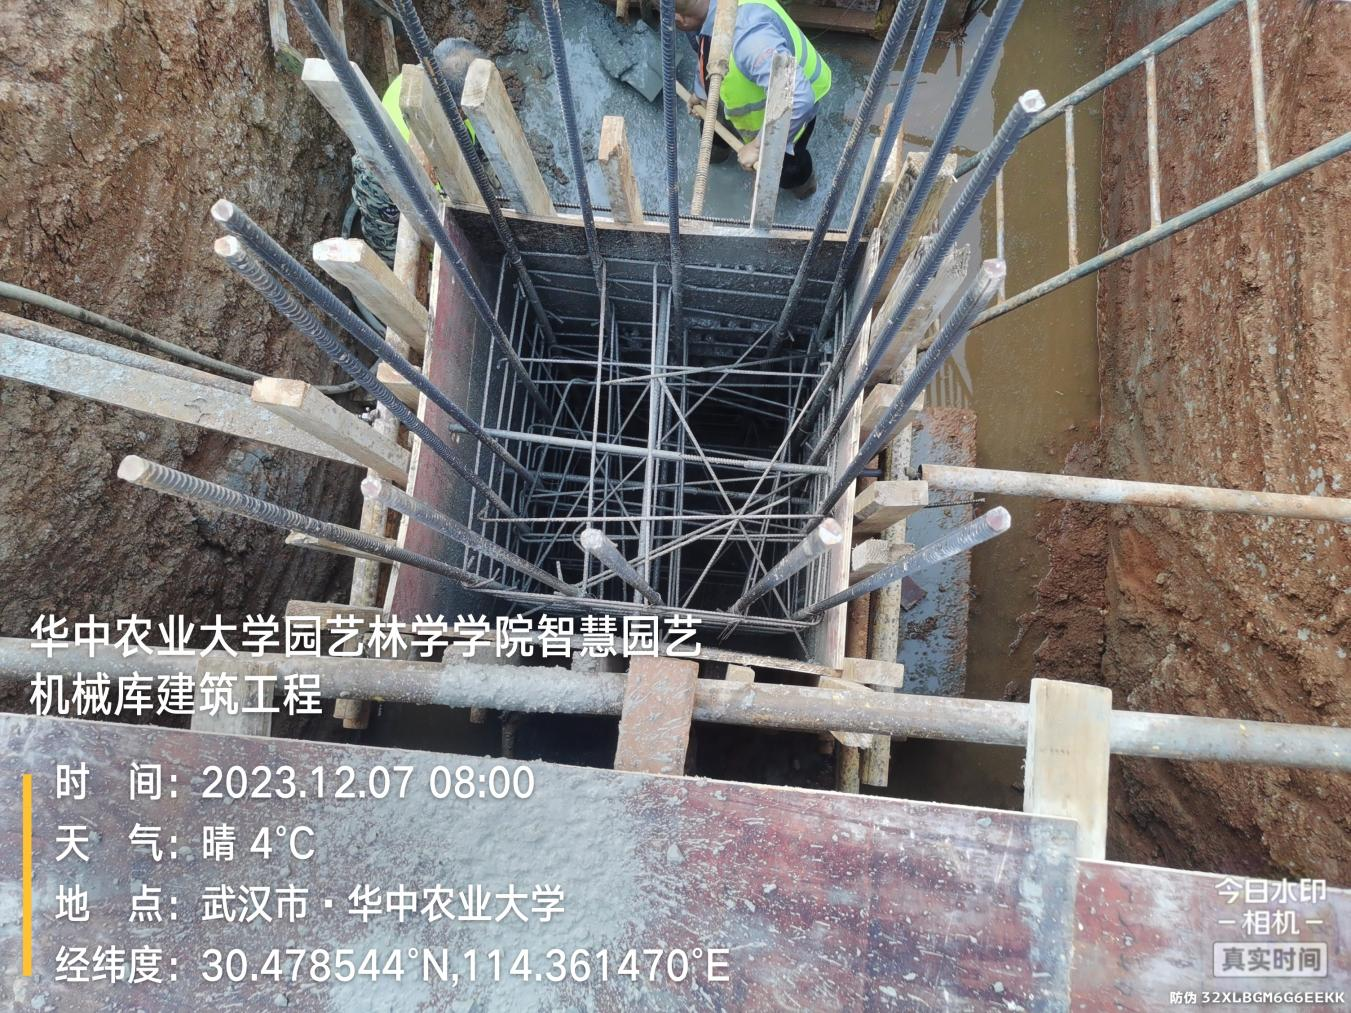 华中农业大学园艺林学学院智慧园艺
机械库建筑工程
时 间：2023.12.07 08:00
天 气：晴 4°C
地 点：武汉市·华中农业大学
经纬度：30.478544°N,114.361470°E
今日水印
相机
真实时间
防伪 32XLBGM6G6EEKK